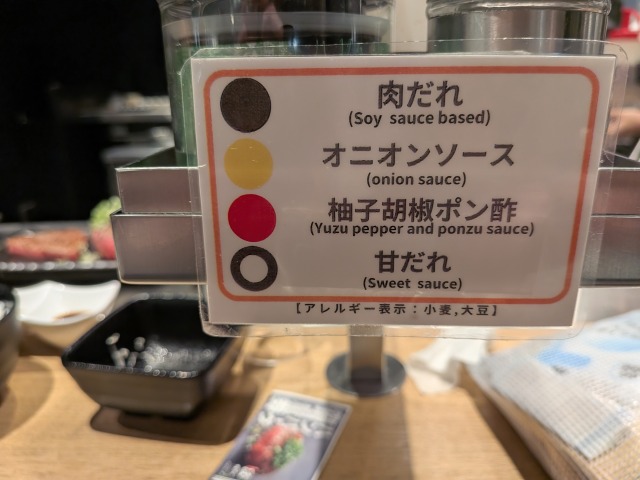 肉だれ
(Soy sauce based)
オニオンソース
(onion sauce)
柚子胡椒ポン酢
(Yuzu pepper and ponzu sauce)
甘だれ
(Sweet sauce)
【アレルギー表示：小麦,大豆】